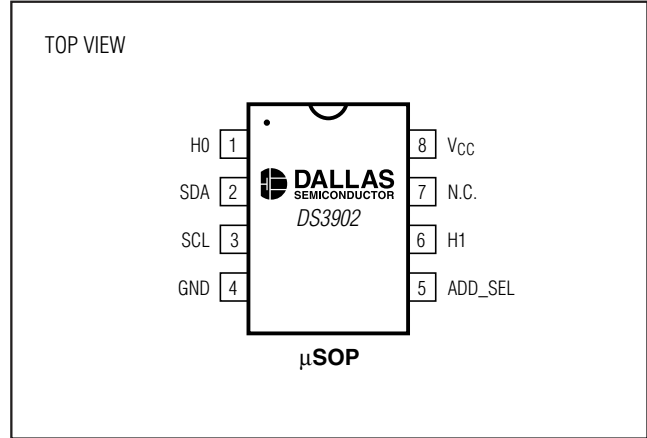 TOP VIEW
H0 1
8 VCC
SDA 2
DALLAS
SEMICONDUCTOR
7 N.C.
DS3902
SCL 3
6 H1
GND 4
5 ADD_SEL
µSOP